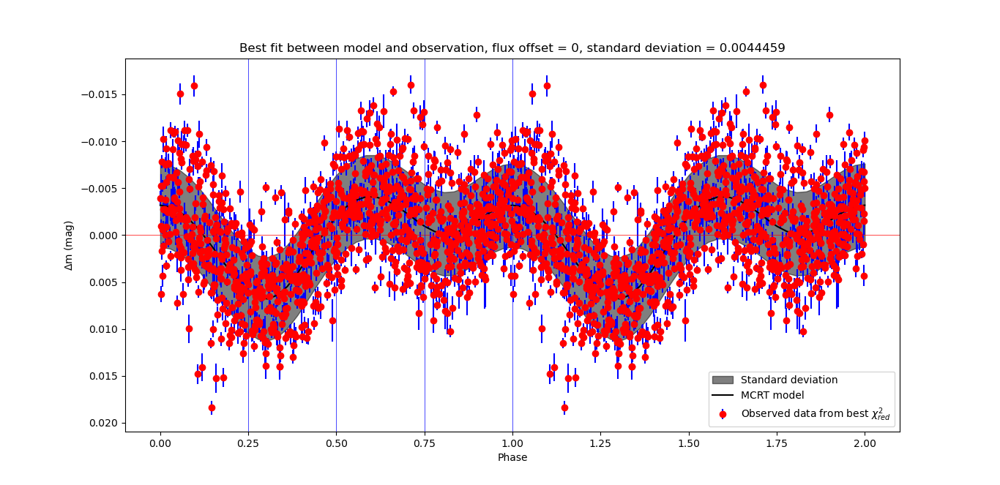 Best fit between model and observation, flux offset = 0, standard deviation = 0.0044459
Δm (mag)
−0.015
−0.010
−0.005
0.000
0.005
0.010
0.015
0.020
Standard deviation
MCRT model
Observed data from best χ²red
0.00 0.25 0.50 0.75 1.00 1.25 1.50 1.75 2.00
Phase